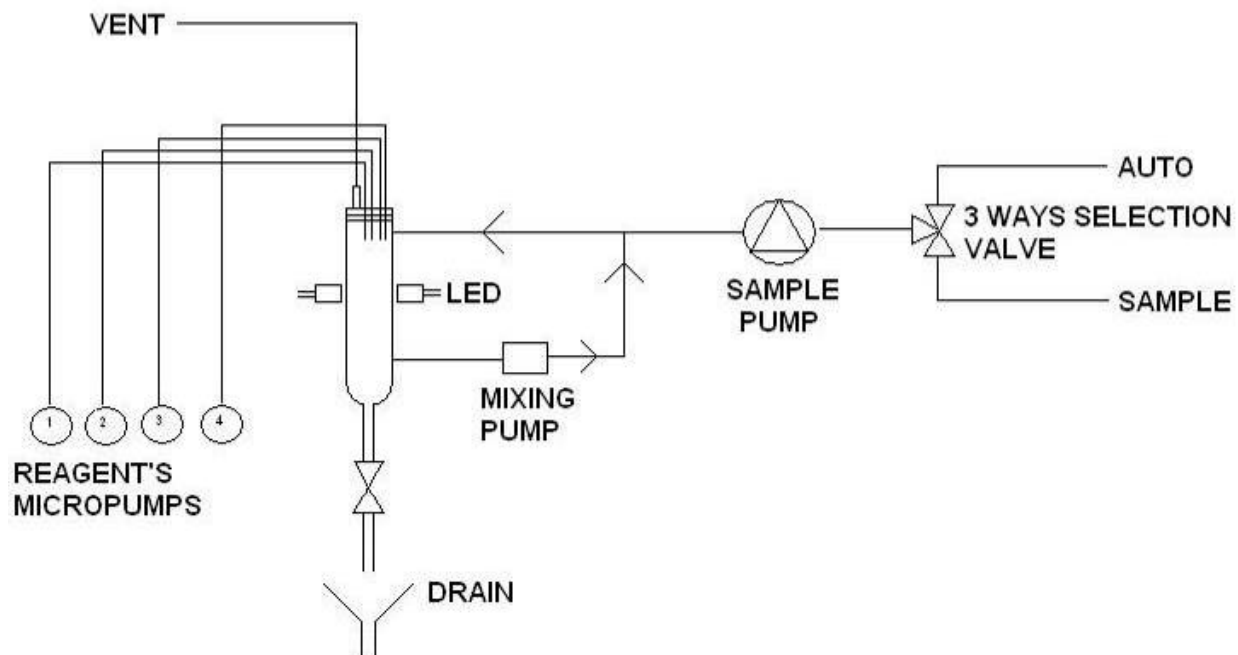 VENT
AUTO
3 WAYS SELECTION
VALVE
SAMPLE
SAMPLE
PUMP
LED
MIXING
PUMP
1
2
3
4
REAGENT'S
MICROPUMPS
DRAIN